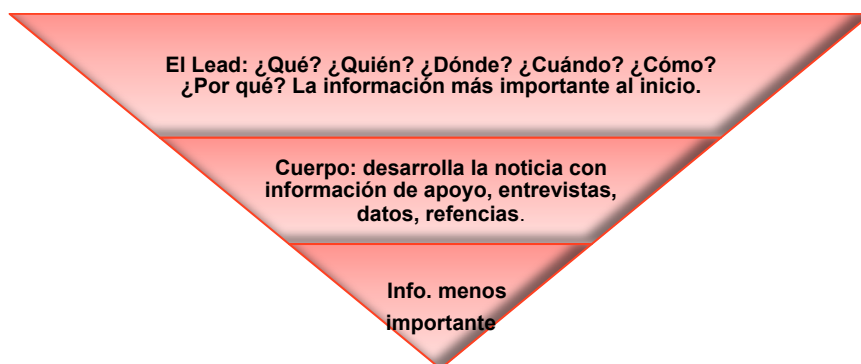 El Lead: ¿Qué? ¿Quién? ¿Dónde? ¿Cuándo? ¿Cómo?
¿Por qué? La información más importante al inicio.
Cuerpo: desarrolla la noticia con
información de apoyo, entrevistas,
datos, refencias.
Info. menos
importante